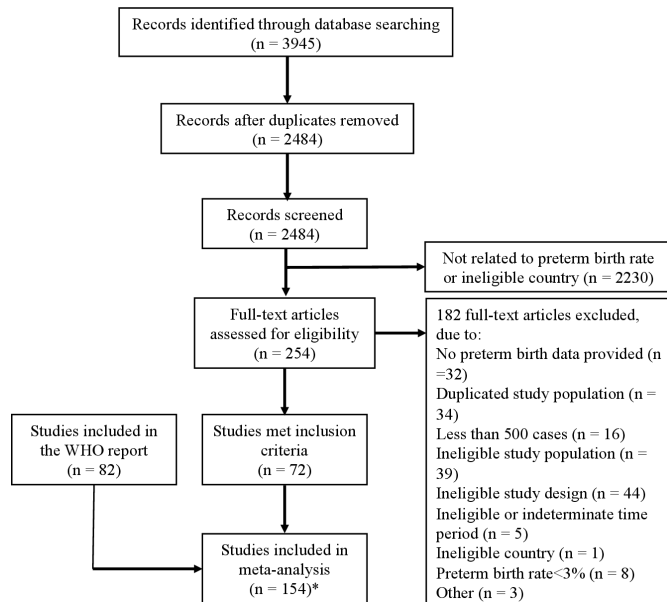 Records identified through database searching
(n = 3945)
Records after duplicates removed
(n = 2484)
Records screened
(n = 2484)
Not related to preterm birth rate
or ineligible country (n = 2230)
Full-text articles
assessed for eligibility
(n = 254)
182 full-text articles excluded,
due to:
No preterm birth data provided (n
=32)
Duplicated study population (n =
34)
Less than 500 cases (n = 16)
Ineligible study population (n =
39)
Ineligible study design (n = 44)
Ineligible or indeterminate time
period (n = 5)
Ineligible country (n = 1)
Preterm birth rate<3% (n = 8)
Other (n = 3)
Studies included in
the WHO report
(n = 82)
Studies met inclusion
criteria
(n = 72)
Studies included in
meta-analysis
(n = 154)*